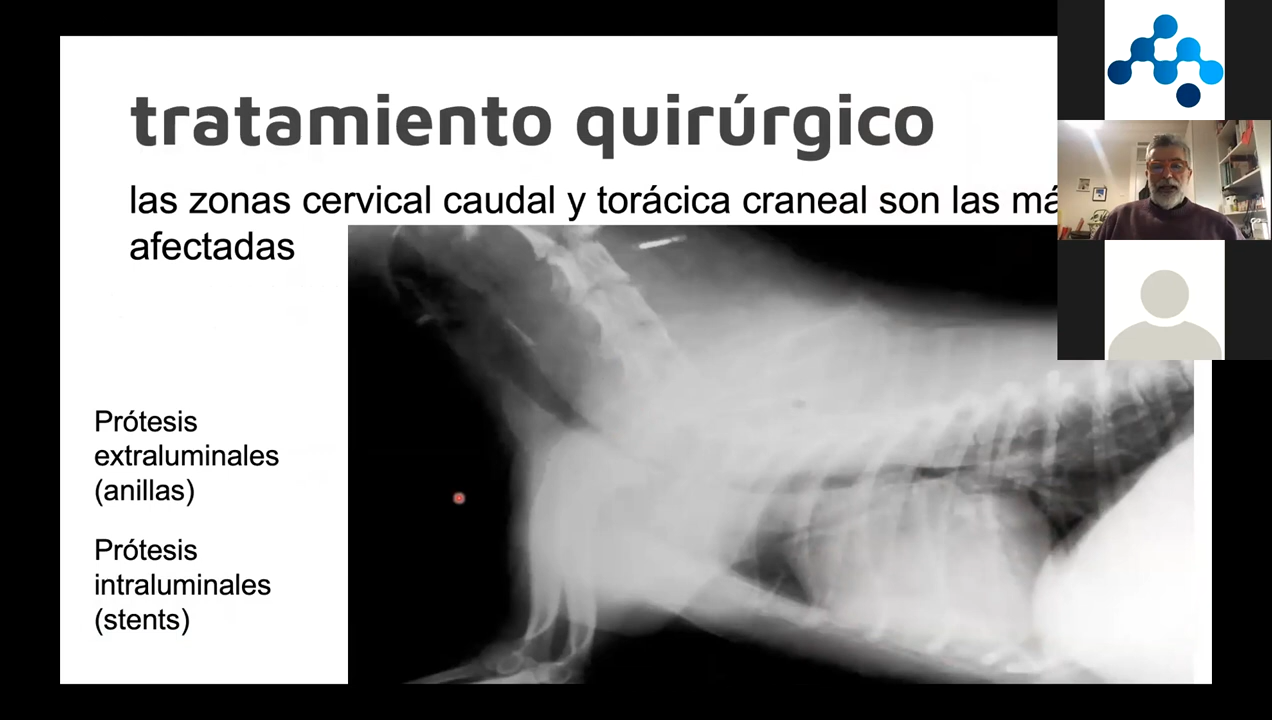 tratamiento quirúrgico
las zonas cervical caudal y torácica craneal son las
afectadas
Prótesis
extraluminales
(anillas)
Prótesis
intraluminales
(stents)